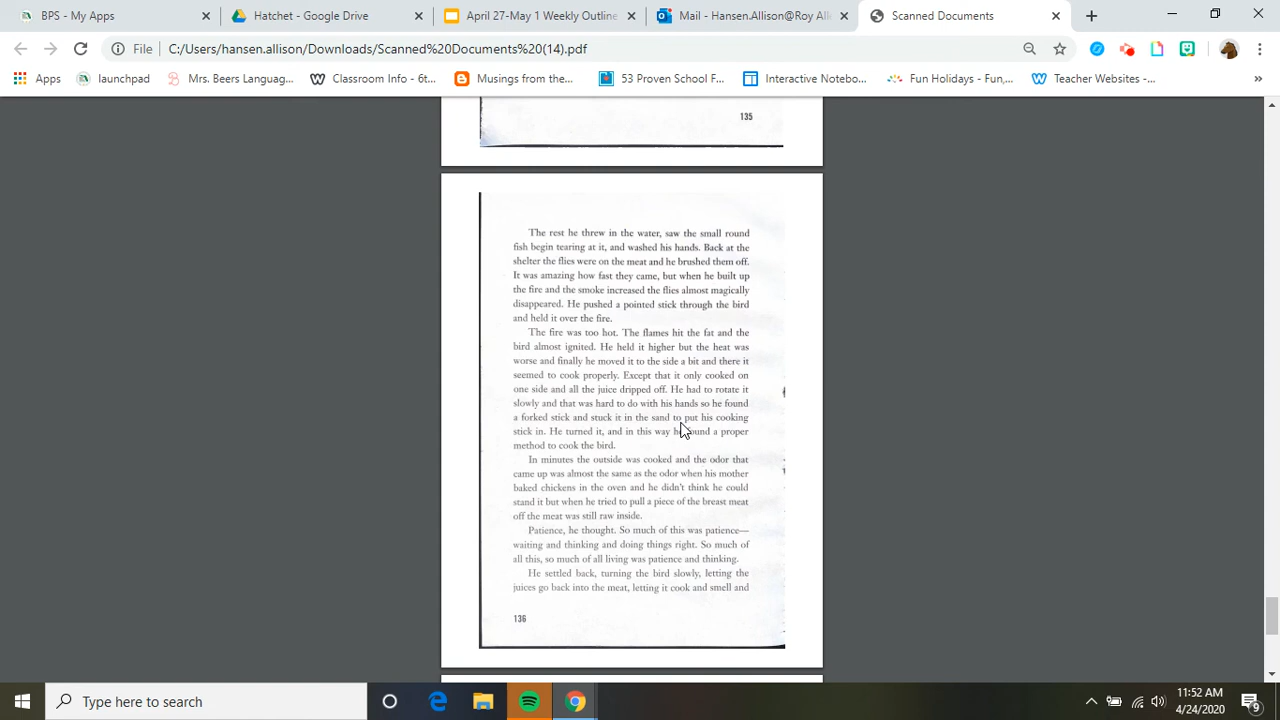 BPS - My Apps
Hatchet - Google Drive
April 27-May 1 Weekly Outline
Mail - Hansen.Allison@Roy All
Scanned Documents
File
C:/Users/hansen.allison/Downloads/Scanned%20Documents%20(14).pdf
Apps
launchpad
Mrs. Beers Languag...
Classroom Info - 6t...
Musings from the...
53 Proven School F...
Interactive Notebo...
Fun Holidays - Fun,...
Teacher Websites -...
135
The rest he threw in the water, saw the small round
fish begin tearing at it, and washed his hands. Back at the
shelter the flies were on the meat and he brushed them off.
It was amazing how fast they came, but when he built up
the fire and the smoke increased the flies almost magically
disappeared. He pushed a pointed stick through the bird
and held it over the fire.
The fire was too hot. The flames hit the fat and the
bird almost ignited. He held it higher but the heat was
worse and finally he moved it to the side a bit and there it
seemed to cook properly. Except that it only cooked on
one side and all the juice dripped off. He had to rotate it
slowly and that was hard to do with his hands so he found
a forked stick and stuck it in the sand to put his cooking
stick in. He turned it, and in this way he found a proper
method to cook the bird.
In minutes the outside was cooked and the odor that
came up was almost the same as the odor when his mother
baked chickens in the oven and he didn't think he could
stand it but when he tried to pull a piece of the breast meat
off the meat was still raw inside.
Patience, he thought. So much of this was patience—
waiting and thinking and doing things right. So much of
all this, so much of all living was patience and thinking.
He settled back, turning the bird slowly, letting the
juices go back into the meat, letting it cook and smell and
136
Type here to search
11:52 AM
4/24/2020
9